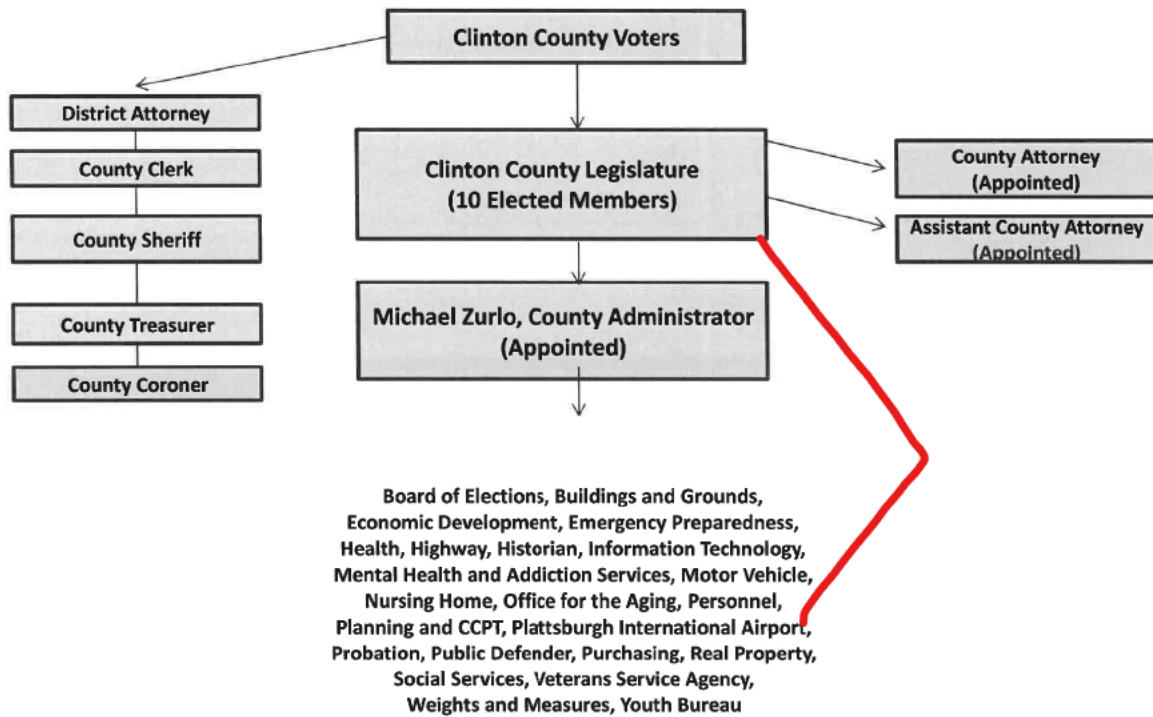 Clinton County Voters
District Attorney
County Clerk
County Sheriff
County Treasurer
County Coroner
Clinton County Legislature
(10 Elected Members)
County Attorney
(Appointed)
Assistant County Attorney
(Appointed)
Michael Zurlo, County Administrator
(Appointed)
Board of Elections, Buildings and Grounds,
Economic Development, Emergency Preparedness,
Health, Highway, Historian, Information Technology,
Mental Health and Addiction Services, Motor Vehicle,
Nursing Home, Office for the Aging, Personnel,
Planning and CCPT, Plattsburgh International Airport,
Probation, Public Defender, Purchasing, Real Property,
Social Services, Veterans Service Agency,
Weights and Measures, Youth Bureau